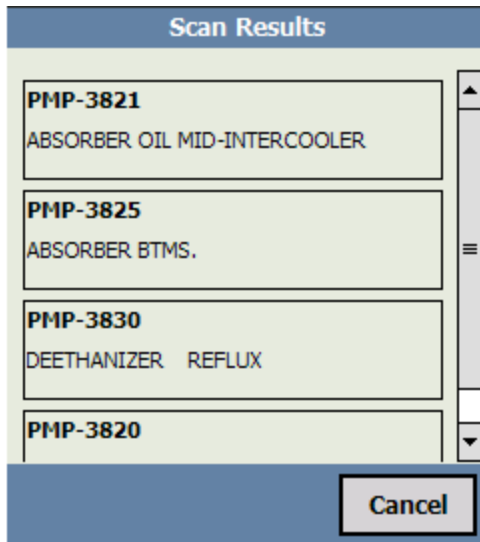 Scan Results
PMP-3821
ABSORBER OIL MID-INTERCOOLER
PMP-3825
ABSORBER BTMS.
PMP-3830
DEETHANIZER REFLUX
PMP-3820
Cancel